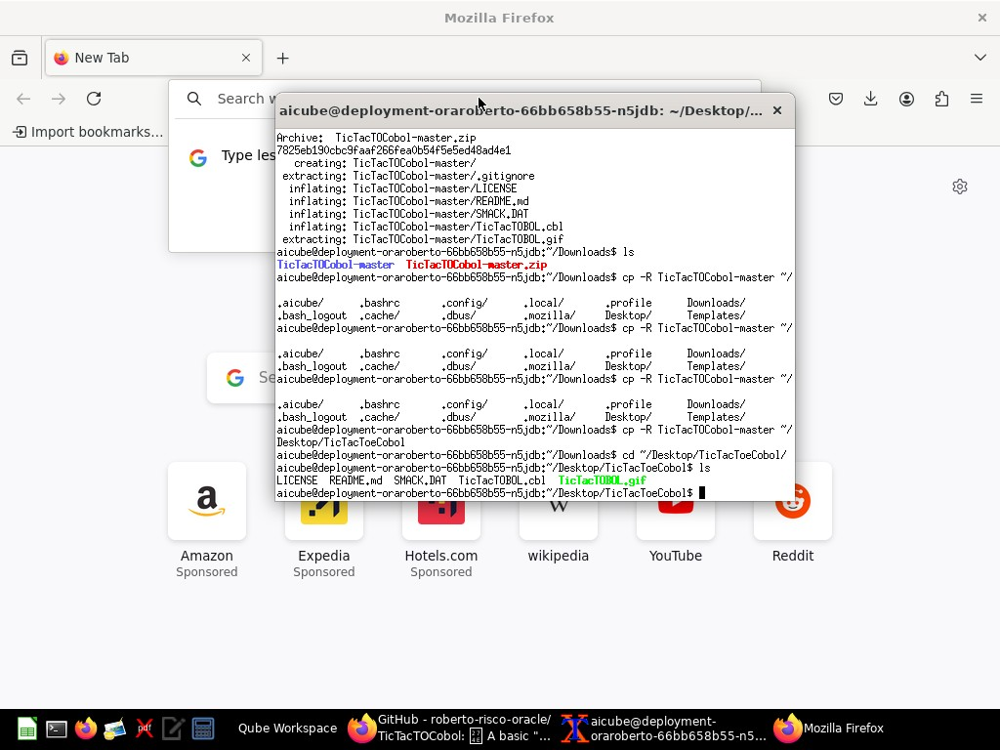 Mozilla Firefox
New Tab
Search w
Import bookmarks...
Type les
aicube@deployment-oraroberto-66bb658b55-n5jdb: ~/Desktop/...
Archive:  TicTacTOCobol-master.zip
7825eb190cbc9faaf266fea0b54f5e5ed48ad4e1
creating: TicTacTOCobol-master/
extracting: TicTacTOCobol-master/.gitignore
inflating: TicTacTOCobol-master/LICENSE
inflating: TicTacTOCobol-master/README.md
inflating: TicTacTOCobol-master/SMACK.DAT
inflating: TicTacTOCobol-master/TicTacTOBOL.cbl
extracting: TicTacTOCobol-master/TicTacTOBOL.gif
aicube@deployment-oraroberto-66bb658b55-n5jdb:~/Downloads$ ls
TicTacTOCobol-master  TicTacTOCobol-master.zip
aicube@deployment-oraroberto-66bb658b55-n5jdb:~/Downloads$ cp -R TicTacTOCobol-master ~/
.aicube/ .bashrc .config/ .local/ .profile Downloads/
.bash_logout .cache/ .dbus/ .mozilla/ Desktop/ Templates/
aicube@deployment-oraroberto-66bb658b55-n5jdb:~/Downloads$ cp -R TicTacTOCobol-master ~/
.aicube/ .bashrc .config/ .local/ .profile Downloads/
.bash_logout .cache/ .dbus/ .mozilla/ Desktop/ Templates/
aicube@deployment-oraroberto-66bb658b55-n5jdb:~/Downloads$ cp -R TicTacTOCobol-master ~/
.aicube/ .bashrc .config/ .local/ .profile Downloads/
.bash_logout .cache/ .dbus/ .mozilla/ Desktop/ Templates/
aicube@deployment-oraroberto-66bb658b55-n5jdb:~/Downloads$ cp -R TicTacTOCobol-master ~/
Desktop/TicTacToeCobol
aicube@deployment-oraroberto-66bb658b55-n5jdb:~/Downloads$ cd ~/Desktop/TicTacToeCobol/
aicube@deployment-oraroberto-66bb658b55-n5jdb:~/Desktop/TicTacToeCobol$ ls
LICENSE  README.md  SMACK.DAT  TicTacTOBOL.cbl  TicTacTOBOL.gif
aicube@deployment-oraroberto-66bb658b55-n5jdb:~/Desktop/TicTacToeCobol$
Se
Amazon
Sponsored
Expedia
Sponsored
Hotels.com
Sponsored
wikipedia
YouTube
Reddit
Qube Workspace
GitHub - roberto-risco-oracle/
TicTacTOCobol: A basic "...
aicube@deployment-
oraroberto-66bb658b55-n5...
Mozilla Firefox